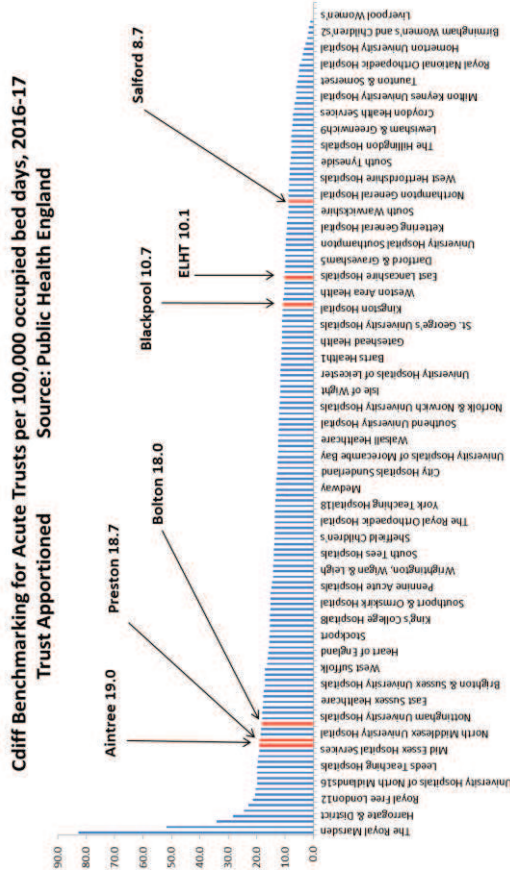 Cdiff Benchmarking for Acute Trusts per 100,000 occupied bed days, 2016-17
Trust Apportioned Source: Public Health England
90.0
80.0
70.0
60.0
50.0
40.0
30.0
20.0
10.0
0.0
Aintree 19.0
Preston 18.7
Bolton 18.0
Blackpool 10.7
ELHT 10.1
Salford 8.7
The Royal Marsden
Harrogate & District
Royal Free London12
University Hospitals of North Midlands16
Leeds Teaching Hospitals
Mid Essex Hospital Services
North Middlesex University Hospital
Nottingham University Hospitals
East Sussex Healthcare
Brighton & Sussex University Hospitals
West Suffolk
Heart of England
Stockport
King's College Hospital8
Southport & Ormskirk Hospital
Pennine Acute Hospitals
Wrightington, Wigan & Leigh
South Tees Hospitals
Sheffield Children's
The Royal Orthopaedic Hospital
York Teaching Hospital18
Medway
City Hospitals Sunderland
University Hospitals of Morecambe Bay
Walsall Healthcare
Southend University Hospital
Norfolk & Norwich University Hospitals
Isle of Wight
University Hospitals of Leicester
Barts Health1
Gateshead Health
St. George's University Hospitals
Kingston Hospital
Weston Area Health
East Lancashire Hospitals
Dartford & Gravesham5
University Hospital Southampton
Kettering General Hospital
South Warwickshire
Northampton General Hospital
West Hertfordshire Hospitals
South Tyneside
The Hillingdon Hospitals
Lewisham & Greenwich9
Croydon Health Services
Milton Keynes University Hospital
Taunton & Somerset
Royal National Orthopaedic Hospital
Homerton University Hospital
Birmingham Women's and Children's2
Liverpool Women's